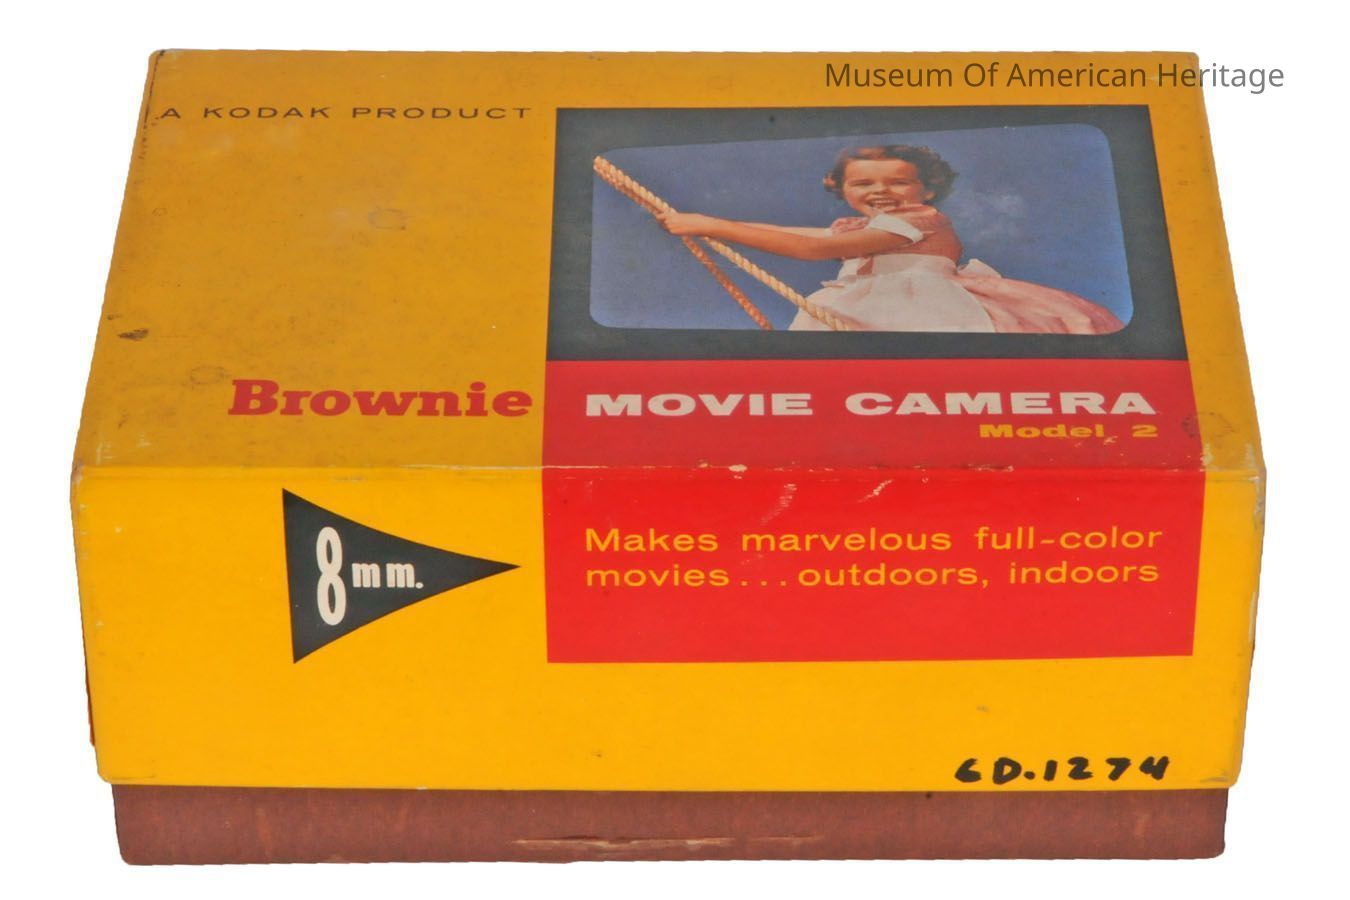 Museum Of American Heritage
A KODAK PRODUCT
Brownie MOVIE CAMERA
Model 2
8mm.
Makes marvelous full-color
movies...outdoors, indoors
6D.1274